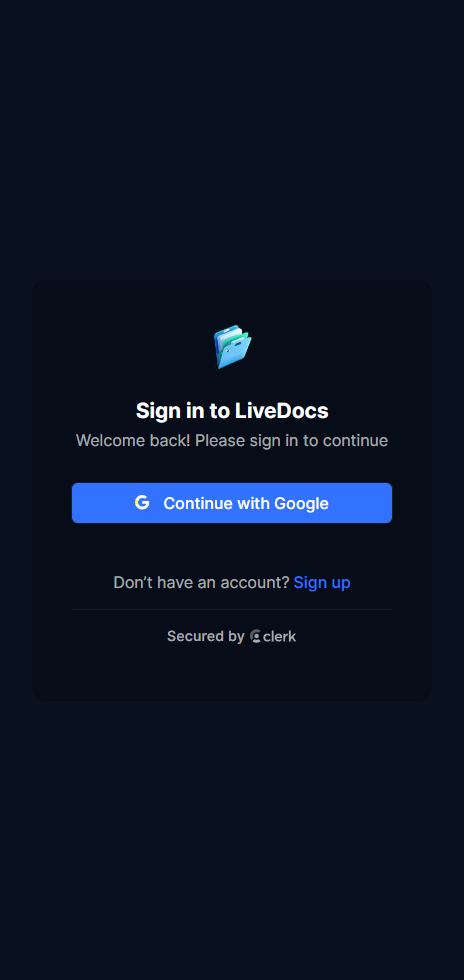 Sign in to LiveDocs
Welcome back! Please sign in to continue
Continue with Google
Don’t have an account? Sign up
Secured by clerk